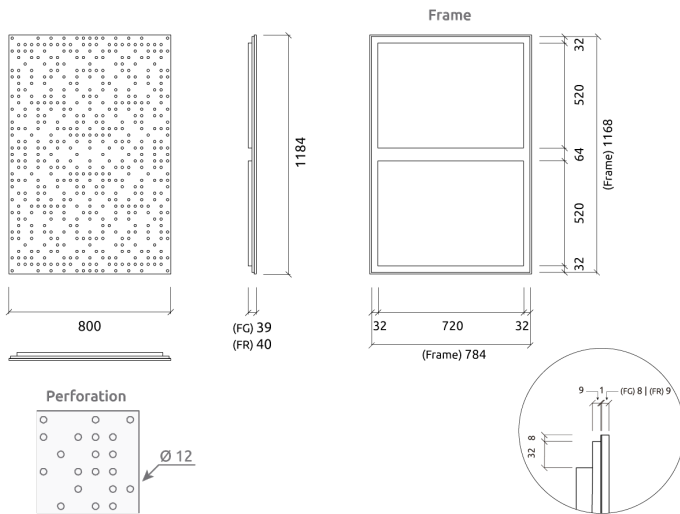 Frame
1184
800
(FG) 39
(FR) 40
32
520
64
520
32
(Frame) 1168
32 720 32
(Frame) 784
Perforation
Ø 12
9 1 (FG) 8 | (FR) 9
8
32